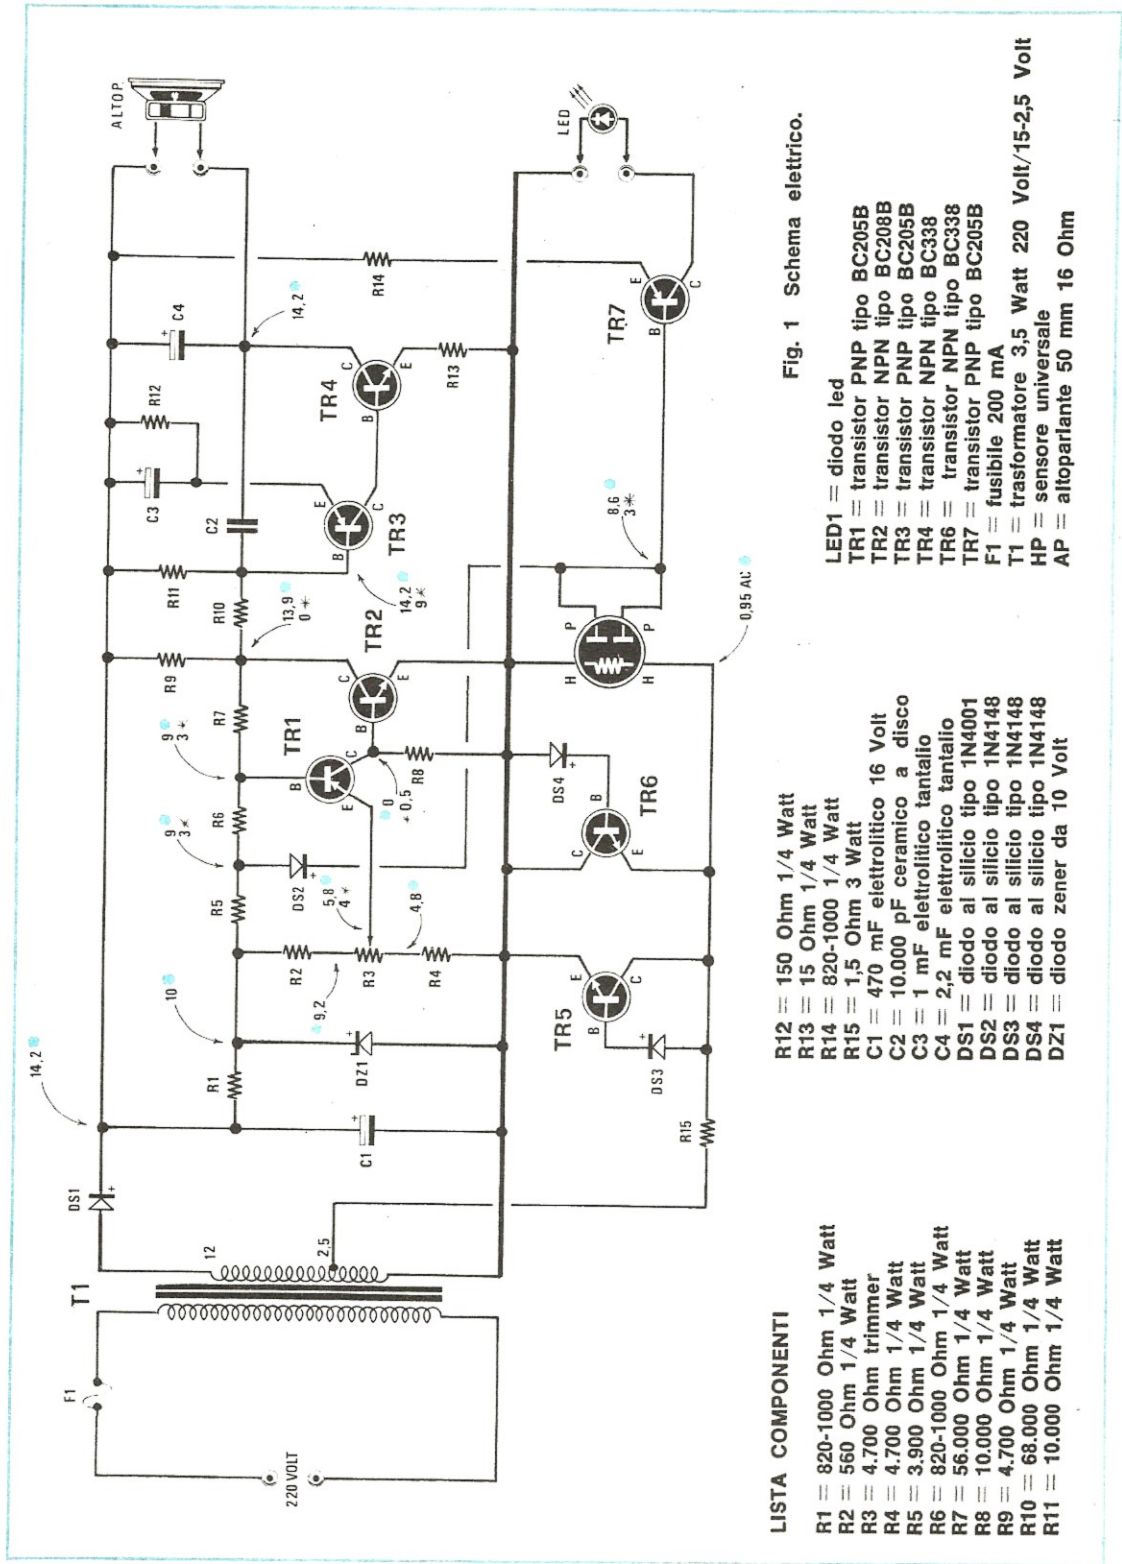 T1
F1
220 VOLT
12
2,5
DS1
+
14,2
R1
10
C1
+
DZ1
+
R2
9,2
R3
5,8
4*
4,8
R4
R5
9
3*
DS2
+
R6
9
3*
TR1
B
E
C
0
*0,5
R7
R8
R9
13,9
0*
TR2
B
C
E
R10
R11
14,2
9*
C2
TR3
B
E
C
C3
+
R12
C4
+
14,2
TR4
B
C
E
R13
R14
ALTOP.
LED
TR7
B
E
C
8,6
3*
H
H
P
P
0,95 AC
DS4
+
TR6
B
C
E
TR5
B
E
C
DS3
+
R15
Fig. 1 Schema elettrico.
LISTA COMPONENTI
R1 = 820-1000 Ohm 1/4 Watt
R2 = 560 Ohm 1/4 Watt
R3 = 4.700 Ohm trimmer
R4 = 4.700 Ohm 1/4 Watt
R5 = 3.900 Ohm 1/4 Watt
R6 = 820-1000 Ohm 1/4 Watt
R7 = 56.000 Ohm 1/4 Watt
R8 = 10.000 Ohm 1/4 Watt
R9 = 4.700 Ohm 1/4 Watt
R10 = 68.000 Ohm 1/4 Watt
R11 = 10.000 Ohm 1/4 Watt
R12 = 150 Ohm 1/4 Watt
R13 = 15 Ohm 1/4 Watt
R14 = 820-1000 1/4 Watt
R15 = 1,5 Ohm 3 Watt
C1 = 470 mF elettrolitico 16 Volt
C2 = 10.000 pF ceramico a disco
C3 = 1 mF elettrolitico tantalio
C4 = 2,2 mF elettrolitico tantalio
DS1 = diodo al silicio tipo 1N4001
DS2 = diodo al silicio tipo 1N4148
DS3 = diodo al silicio tipo 1N4148
DS4 = diodo al silicio tipo 1N4148
DZ1 = diodo zener da 10 Volt
LED1 = diodo led
TR1 = transistor PNP tipo BC205B
TR2 = transistor NPN tipo BC208B
TR3 = transistor PNP tipo BC205B
TR4 = transistor NPN tipo BC338
TR6 = transistor NPN tipo BC338
TR7 = transistor PNP tipo BC205B
F1 = fusibile 200 mA
T1 = trasformatore 3,5 Watt 220 Volt/15-2,5 Volt
HP = sensore universale
AP = altoparlante 50 mm 16 Ohm